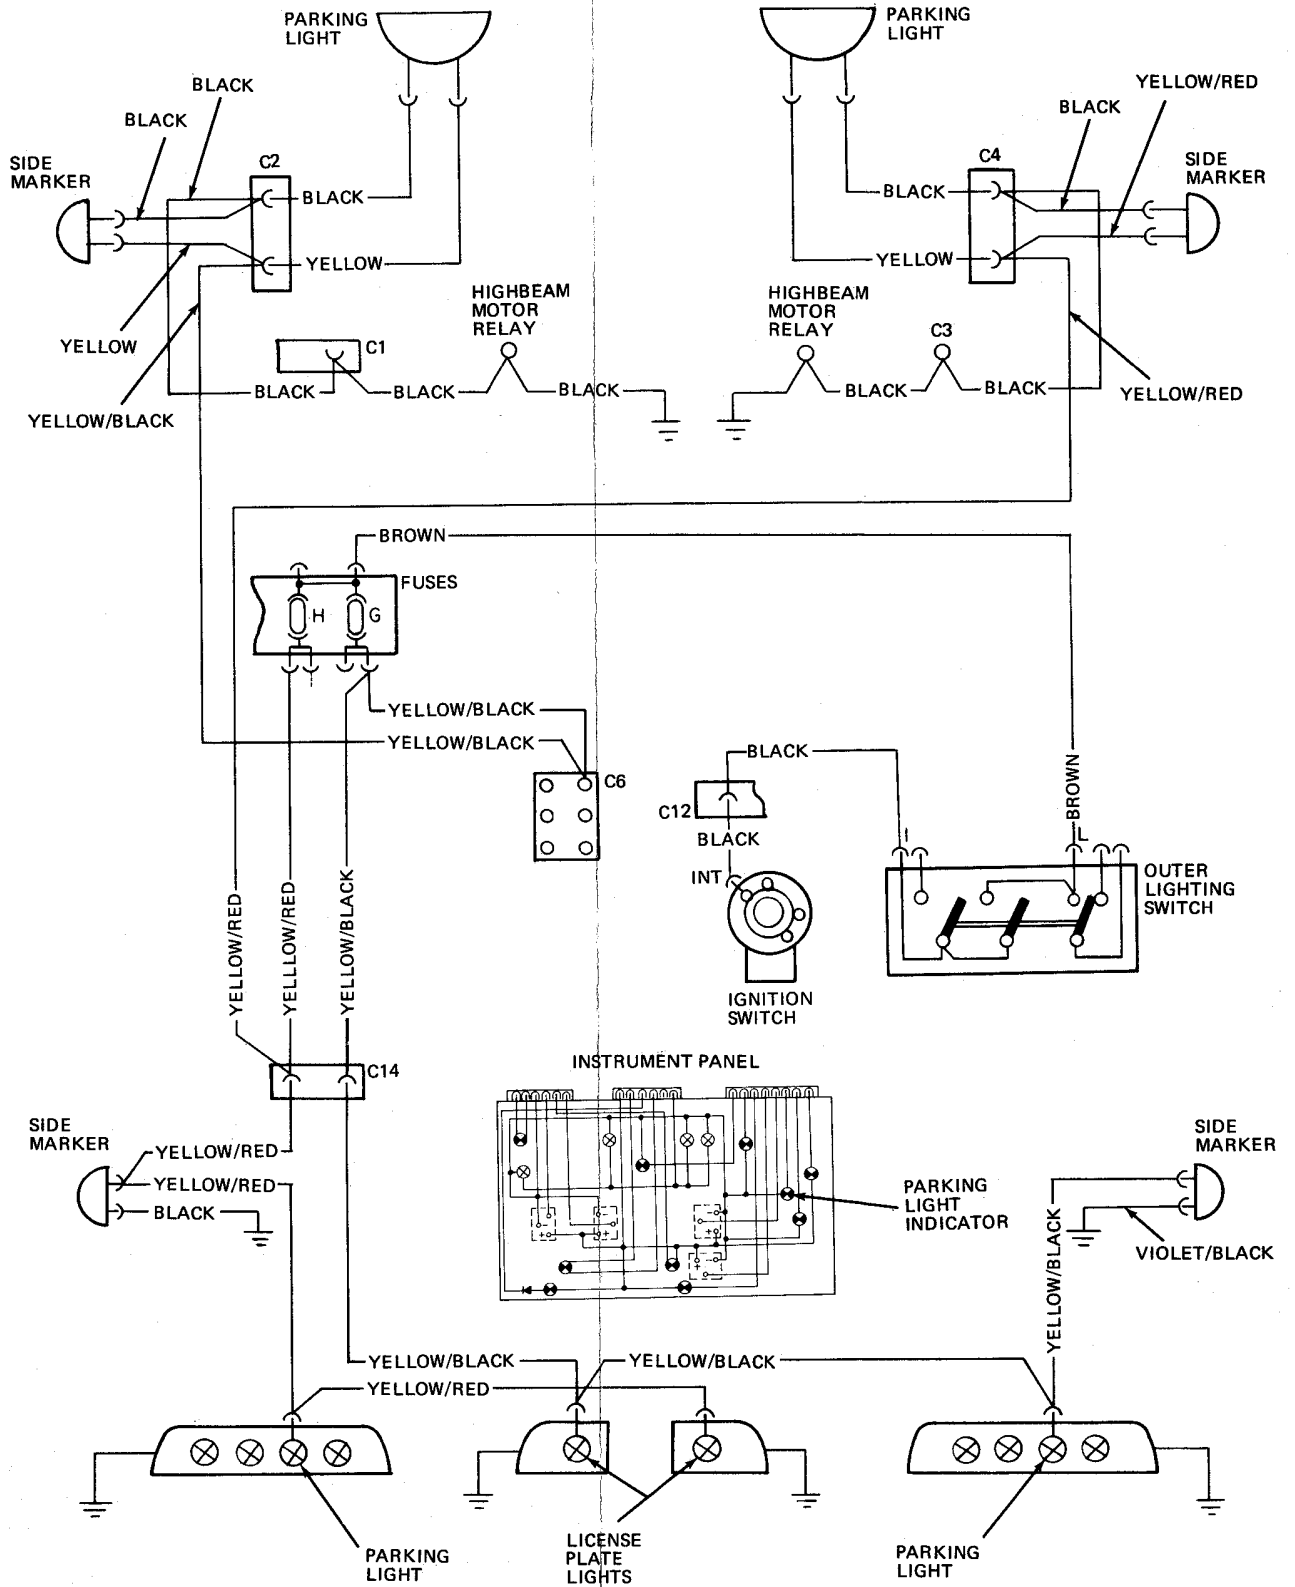 PARKING
LIGHT
PARKING
LIGHT
BLACK
YELLOW/RED
BLACK
BLACK
SIDE
MARKER
C2
C4
SIDE
MARKER
BLACK
BLACK
YELLOW
YELLOW
HIGHBEAM
MOTOR
RELAY
HIGHBEAM
MOTOR
RELAY
C3
YELLOW
C1
BLACK
BLACK
BLACK
BLACK
BLACK
YELLOW/RED
YELLOW/BLACK
BROWN
FUSES
H
G
YELLOW/BLACK
YELLOW/BLACK
BLACK
BROWN
C6
C12
BLACK
I
L
INT
OUTER
LIGHTING
SWITCH
YELLOW/RED
YELLLOW/RED
YELLOW/BLACK
IGNITION
SWITCH
INSTRUMENT PANEL
C14
SIDE
MARKER
SIDE
MARKER
YELLOW/RED
YELLOW/RED
BLACK
PARKING
LIGHT
INDICATOR
YELLOW/BLACK
VIOLET/BLACK
YELLOW/BLACK
YELLOW/BLACK
YELLOW/RED
LICENSE
PLATE
LIGHTS
PARKING
LIGHT
PARKING
LIGHT